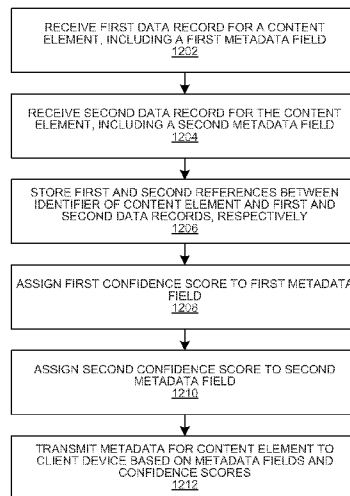 RECEIVE FIRST DATA RECORD FOR A CONTENT
ELEMENT, INCLUDING A FIRST METADATA FIELD
1202
RECEIVE SECOND DATA RECORD FOR THE CONTENT
ELEMENT, INCLUDING A SECOND METADATA FIELD
1204
STORE FIRST AND SECOND REFERENCES BETWEEN
IDENTIFIER OF CONTENT ELEMENT AND FIRST AND
SECOND DATA RECORDS, RESPECTIVELY
1206
ASSIGN FIRST CONFIDENCE SCORE TO FIRST METADATA
FIELD
1208
ASSIGN SECOND CONFIDENCE SCORE TO SECOND
METADATA FIELD
1210
TRANSMIT METADATA FOR CONTENT ELEMENT TO
CLIENT DEVICE BASED ON METADATA FIELDS AND
CONFIDENCE SCORES
1212